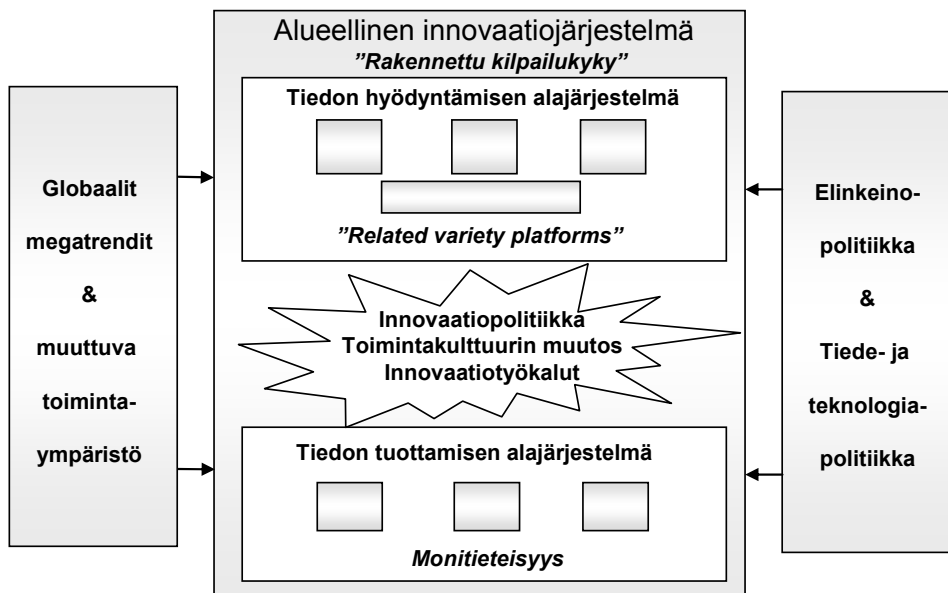 Alueellinen innovaatiojärjestelmä
”Rakennettu kilpailukyky”
Globaalit
megatrendit
&
muuttuva
toiminta-
ympäristö
Tiedon hyödyntämisen alajärjestelmä
”Related variety platforms”
Innovaatiopolitiikka
Toimintakulttuurin muutos
Innovaatiotyökalut
Tiedon tuottamisen alajärjestelmä
Monitieteisyys
Elinkeino-
politiikka
&
Tiede- ja
teknologia-
politiikka